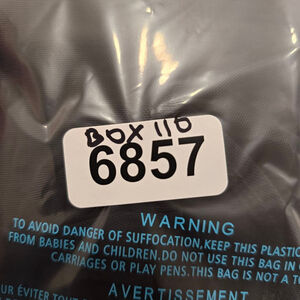 BOX 116
6857
WARNING
TO AVOID DANGER OF SUFFOCATION,KEEP THIS PLASTIC
FROM BABIES AND CHILDREN.DO NOT USE THIS BAG IN
CARRIAGES OR PLAY PENS.THIS BAG IS NOT A
AVERTISSEMENT
ÉVITER